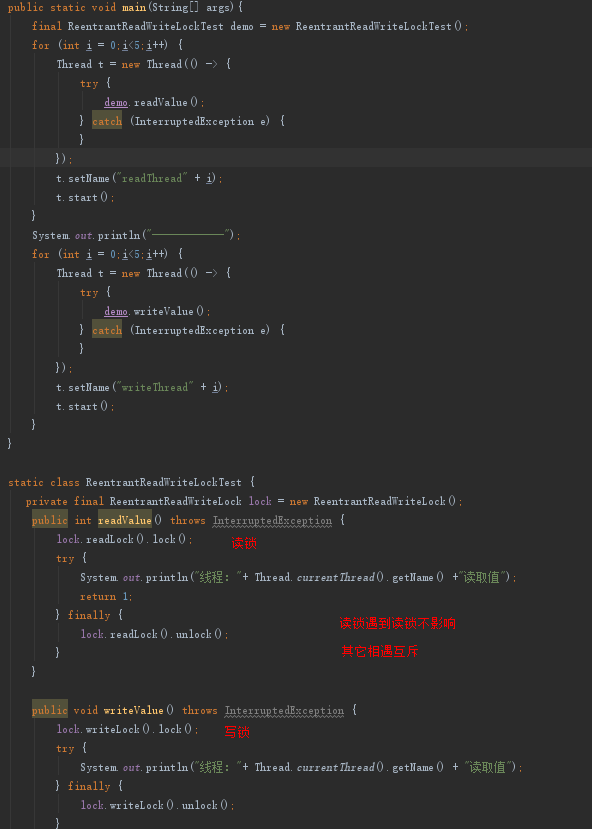 public static void main(String[] args){
final ReentrantReadWriteLockTest demo = new ReentrantReadWriteLockTest();
for (int i = 0;i<5;i++) {
Thread t = new Thread(() -> {
try {
demo.readValue();
} catch (InterruptedException e) {
}
});
t.setName("readThread" + i);
t.start();
}
System.out.println("————————————");
for (int i = 0;i<5;i++) {
Thread t = new Thread(() -> {
try {
demo.writeValue();
} catch (InterruptedException e) {
}
});
t.setName("writeThread" + i);
t.start();
}
}
static class ReentrantReadWriteLockTest {
private final ReentrantReadWriteLock lock = new ReentrantReadWriteLock();
public int readValue() throws InterruptedException {
lock.readLock().lock(); 读锁
try {
System.out.println("线程: "+ Thread.currentThread().getName() +"读取值");
return 1;
} finally {
读锁遇到读锁不影响
lock.readLock().unlock();
} 其它相遇互斥
}
public void writeValue() throws InterruptedException {
lock.writeLock().lock(); 写锁
try {
System.out.println("线程: "+ Thread.currentThread().getName() + "读取值");
} finally {
lock.writeLock().unlock();
}